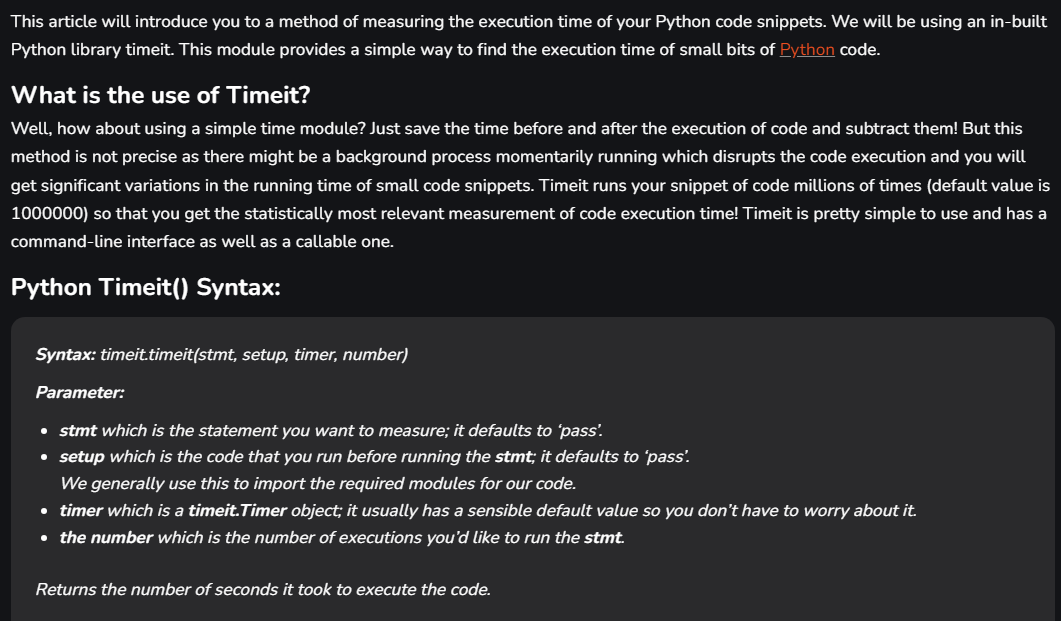 This article will introduce you to a method of measuring the execution time of your Python code snippets. We will be using an in-built
Python library timeit. This module provides a simple way to find the execution time of small bits of Python code.
What is the use of Timeit?
Well, how about using a simple time module? Just save the time before and after the execution of code and subtract them! But this
method is not precise as there might be a background process momentarily running which disrupts the code execution and you will
get significant variations in the running time of small code snippets. Timeit runs your snippet of code millions of times (default value is
1000000) so that you get the statistically most relevant measurement of code execution time! Timeit is pretty simple to use and has a
command-line interface as well as a callable one.
Python Timeit() Syntax:
Syntax: timeit.timeit(stmt, setup, timer, number)
Parameter:
• stmt which is the statement you want to measure; it defaults to ‘pass’.
• setup which is the code that you run before running the stmt; it defaults to ‘pass’.
We generally use this to import the required modules for our code.
• timer which is a timeit.Timer object; it usually has a sensible default value so you don’t have to worry about it.
• the number which is the number of executions you’d like to run the stmt.
Returns the number of seconds it took to execute the code.